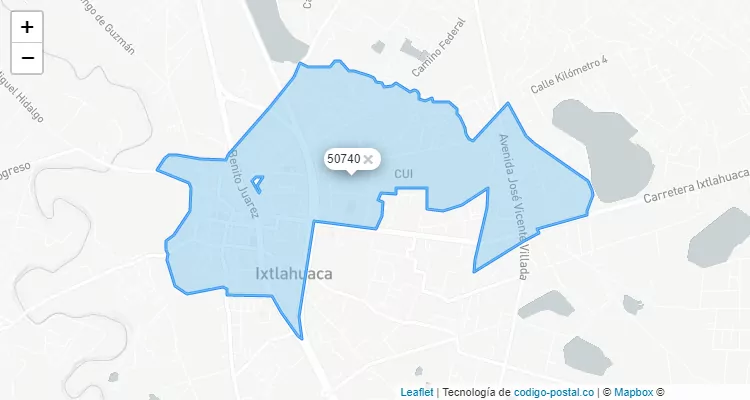 +
−
ngo de Guzmán
Miguel Hidalgo
Camino Federal
Calle Kilómetro 4
ogreso
Benito Juarez
50740 ×
CUI
Avenida José Vicente Villada
Carretera Ixtlahuaca
Ixtlahuaca
Leaflet | Tecnología de codigo-postal.co | © Mapbox ©